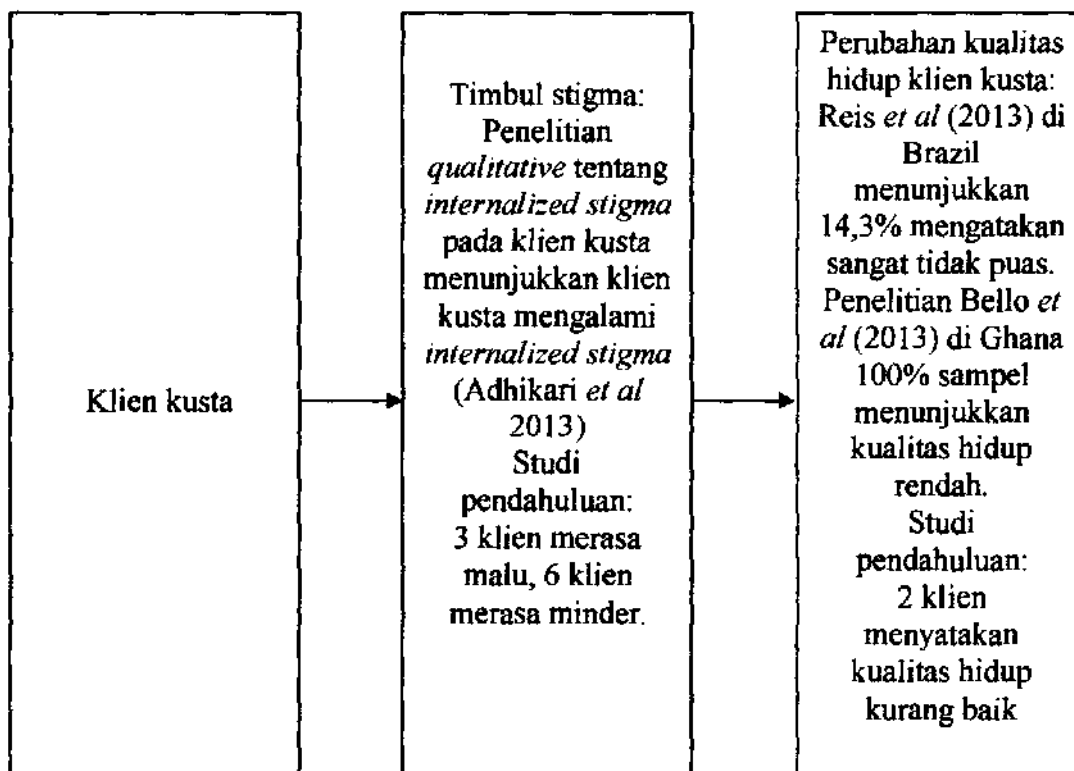 Klien kusta
Timbul stigma:
Penelitian
qualitative tentang
internalized stigma
pada klien kusta
menunjukkan klien
kusta mengalami
internalized stigma
(Adhikari et al
2013)
Studi
pendahuluan:
3 klien merasa
malu, 6 klien
merasa minder.
Perubahan kualitas
hidup klien kusta:
Reis et al (2013) di
Brazil
menunjukkan
14,3% mengatakan
sangat tidak puas.
Penelitian Bello et
al (2013) di Ghana
100% sampel
menunjukkan
kualitas hidup
rendah.
Studi
pendahuluan:
2 klien
menyatakan
kualitas hidup
kurang baik